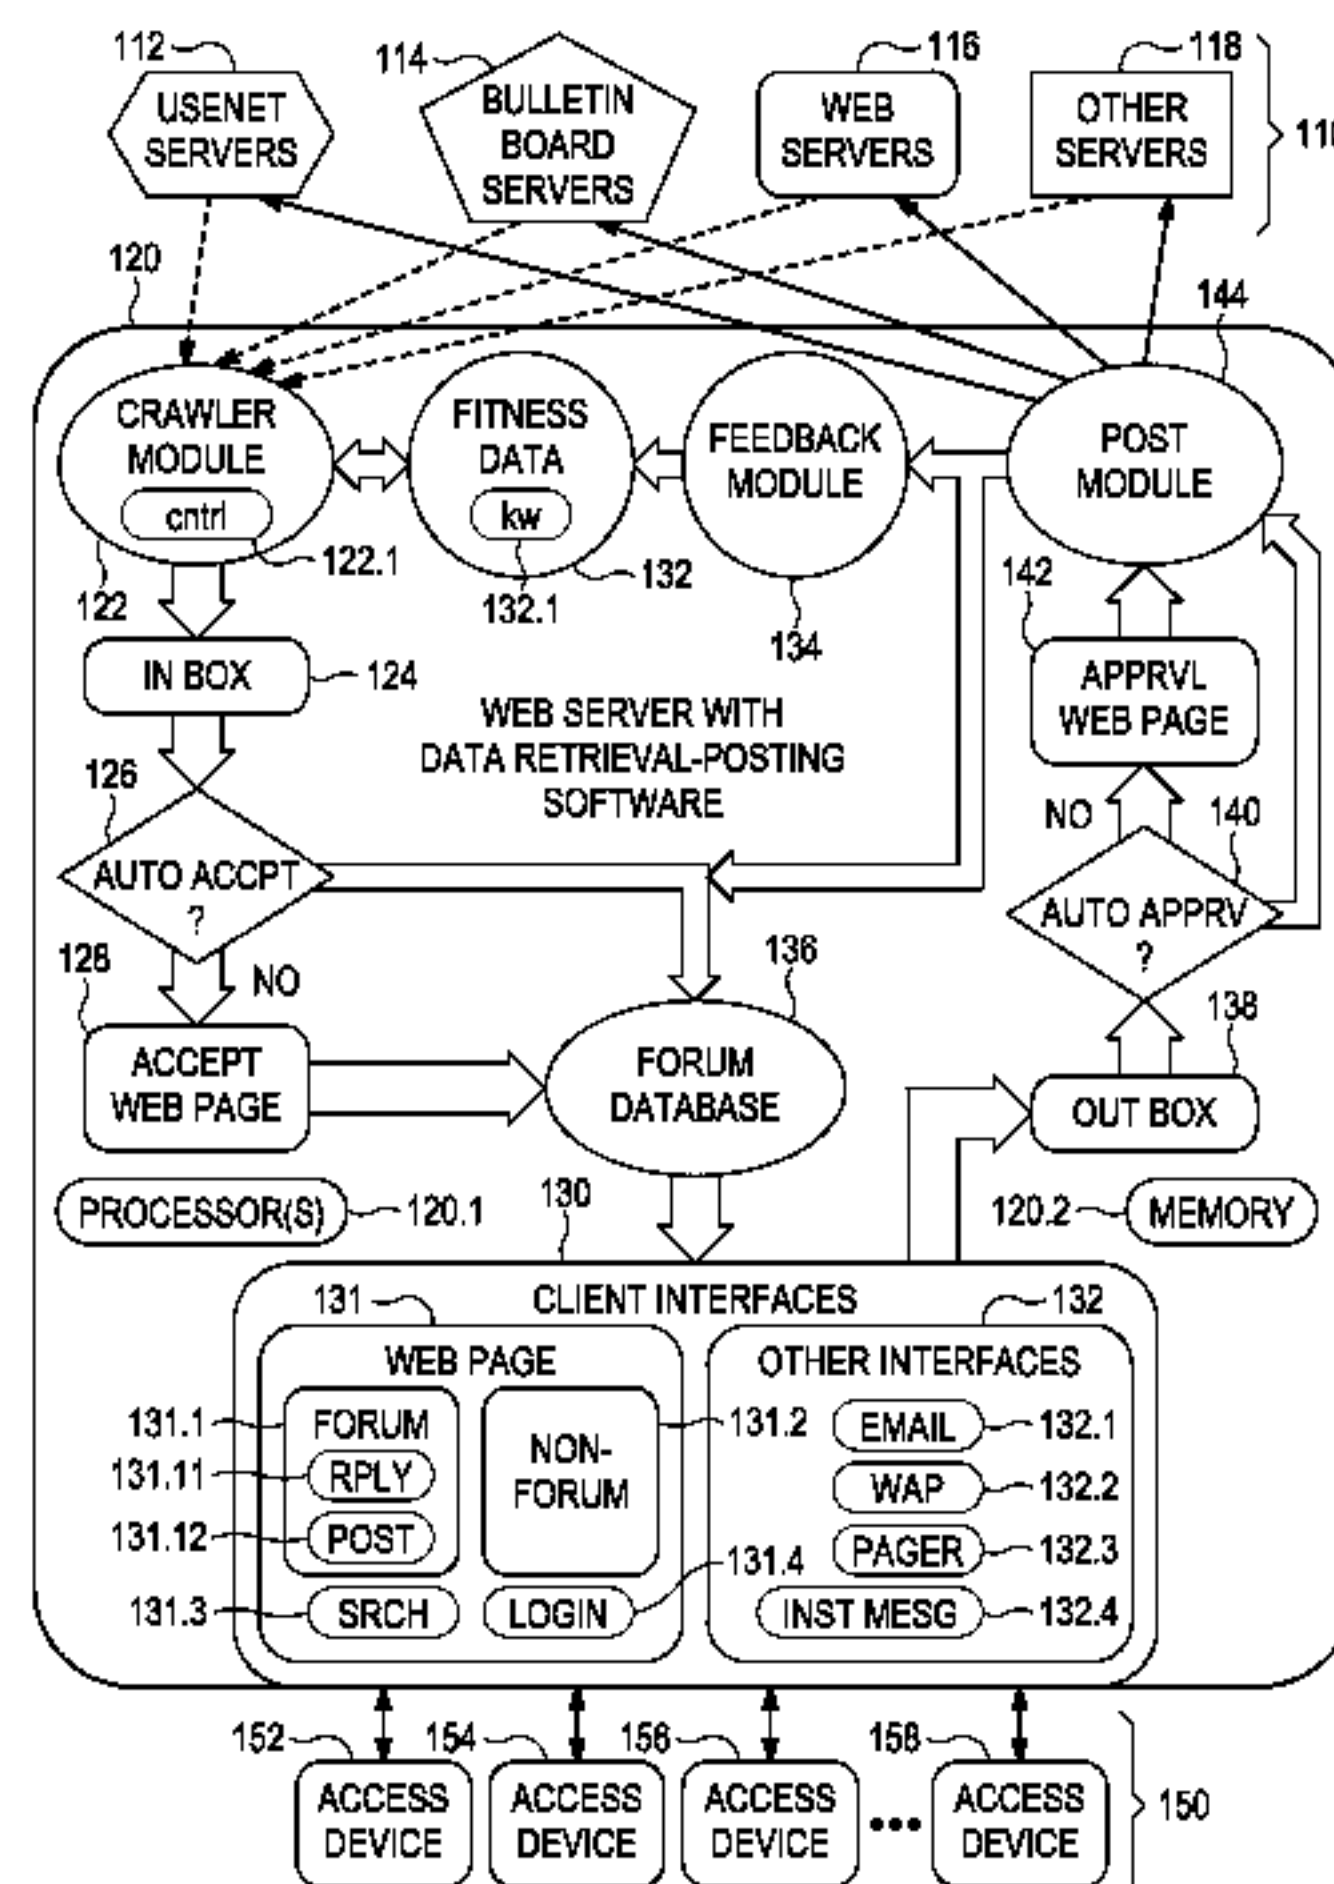 112
114
116
118
USENET
SERVERS
BULLETIN
BOARD
SERVERS
WEB
SERVERS
OTHER
SERVERS
120
144
CRAWLER
MODULE
cntrl
FITNESS
DATA
kw
FEEDBACK
MODULE
POST
MODULE
122
122.1
132.1
132
134
142
IN BOX
124
APPRVL
WEB PAGE
WEB SERVER WITH
DATA RETRIEVAL-POSTING
SOFTWARE
126
NO
140
AUTO ACCPT
?
AUTO APPRV
?
128
NO
136
138
ACCEPT
WEB PAGE
FORUM
DATABASE
OUT BOX
PROCESSOR(S)
120.1
130
120.2
MEMORY
CLIENT INTERFACES
131
132
WEB PAGE
OTHER INTERFACES
131.1
FORUM
131.11
RPLY
131.12
POST
NON-
FORUM
131.2
EMAIL
132.1
WAP
132.2
PAGER
132.3
131.3
SRCH
LOGIN
131.4
INST MESG
132.4
152
154
156
158
ACCESS
DEVICE
ACCESS
DEVICE
ACCESS
DEVICE
•••
ACCESS
DEVICE
150